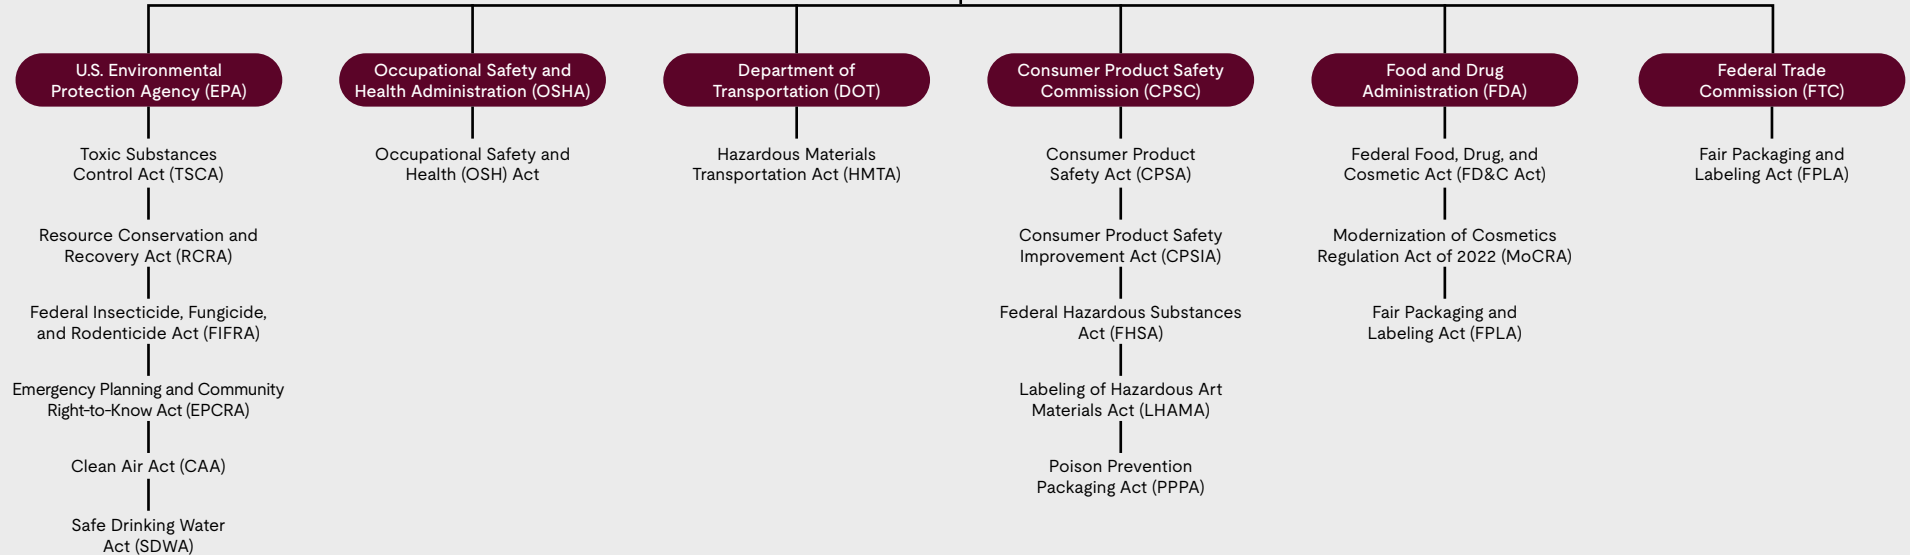 U.S. Environmental
Protection Agency (EPA)
Toxic Substances
Control Act (TSCA)
Resource Conservation and
Recovery Act (RCRA)
Federal Insecticide, Fungicide,
and Rodenticide Act (FIFRA)
Emergency Planning and Community
Right-to-Know Act (EPCRA)
Clean Air Act (CAA)
Safe Drinking Water
Act (SDWA)
Occupational Safety and
Health Administration (OSHA)
Occupational Safety and
Health (OSH) Act
Department of
Transportation (DOT)
Hazardous Materials
Transportation Act (HMTA)
Consumer Product Safety
Commission (CPSC)
Consumer Product
Safety Act (CPSA)
Consumer Product Safety
Improvement Act (CPSIA)
Federal Hazardous Substances
Act (FHSA)
Labeling of Hazardous Art
Materials Act (LHAMA)
Poison Prevention
Packaging Act (PPPA)
Food and Drug
Administration (FDA)
Federal Food, Drug, and
Cosmetic Act (FD&C Act)
Modernization of Cosmetics
Regulation Act of 2022 (MoCRA)
Fair Packaging and
Labeling Act (FPLA)
Federal Trade
Commission (FTC)
Fair Packaging and
Labeling Act (FPLA)